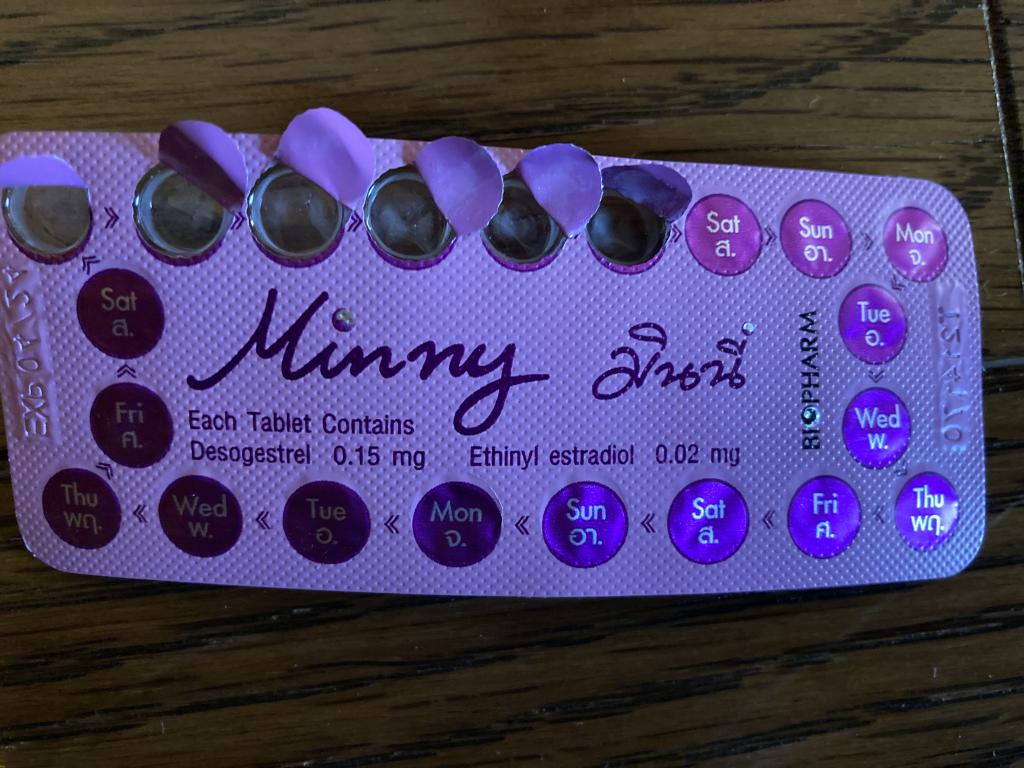 Sat
ส.
Sun
อา.
Mon
จ.
Tue
อ.
Wed
พ.
Thu
พฤ.
Fri
ศ.
Sat
ส.
Sun
อา.
Mon
จ.
Tue
อ.
Wed
พ.
Thu
พฤ.
Fri
ศ.
Sat
ส.
Minny
มินนี่
BIOPHARM
Each Tablet Contains
Desogestrel 0.15 mg Ethinyl estradiol 0.02 mg